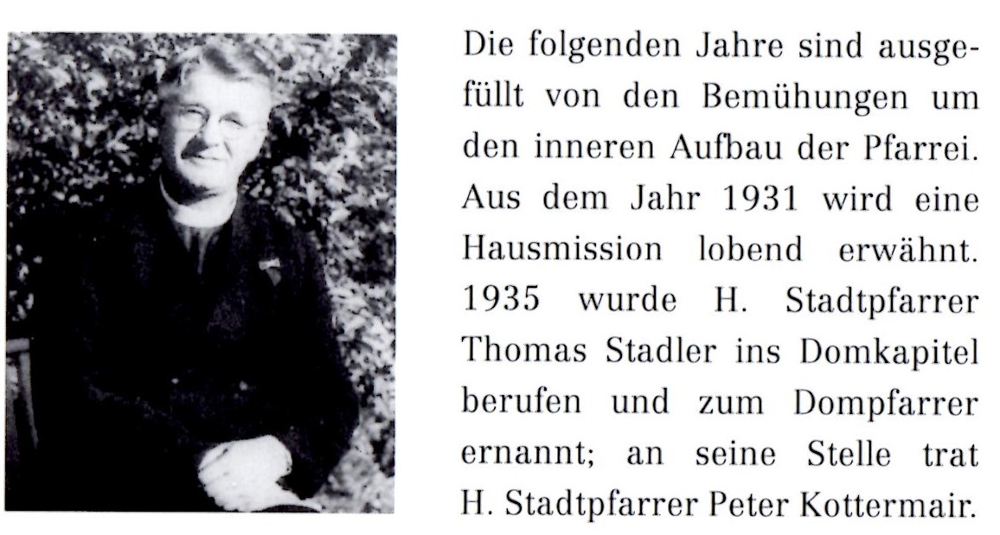 Die folgenden Jahre sind ausge-
füllt von den Bemühungen um
den inneren Aufbau der Pfarrei.
Aus dem Jahr 1931 wird eine
Hausmission lobend erwähnt.
1935 wurde H. Stadtpfarrer
Thomas Stadler ins Domkapitel
berufen und zum Dompfarrer
ernannt; an seine Stelle trat
H. Stadtpfarrer Peter Kottermair.